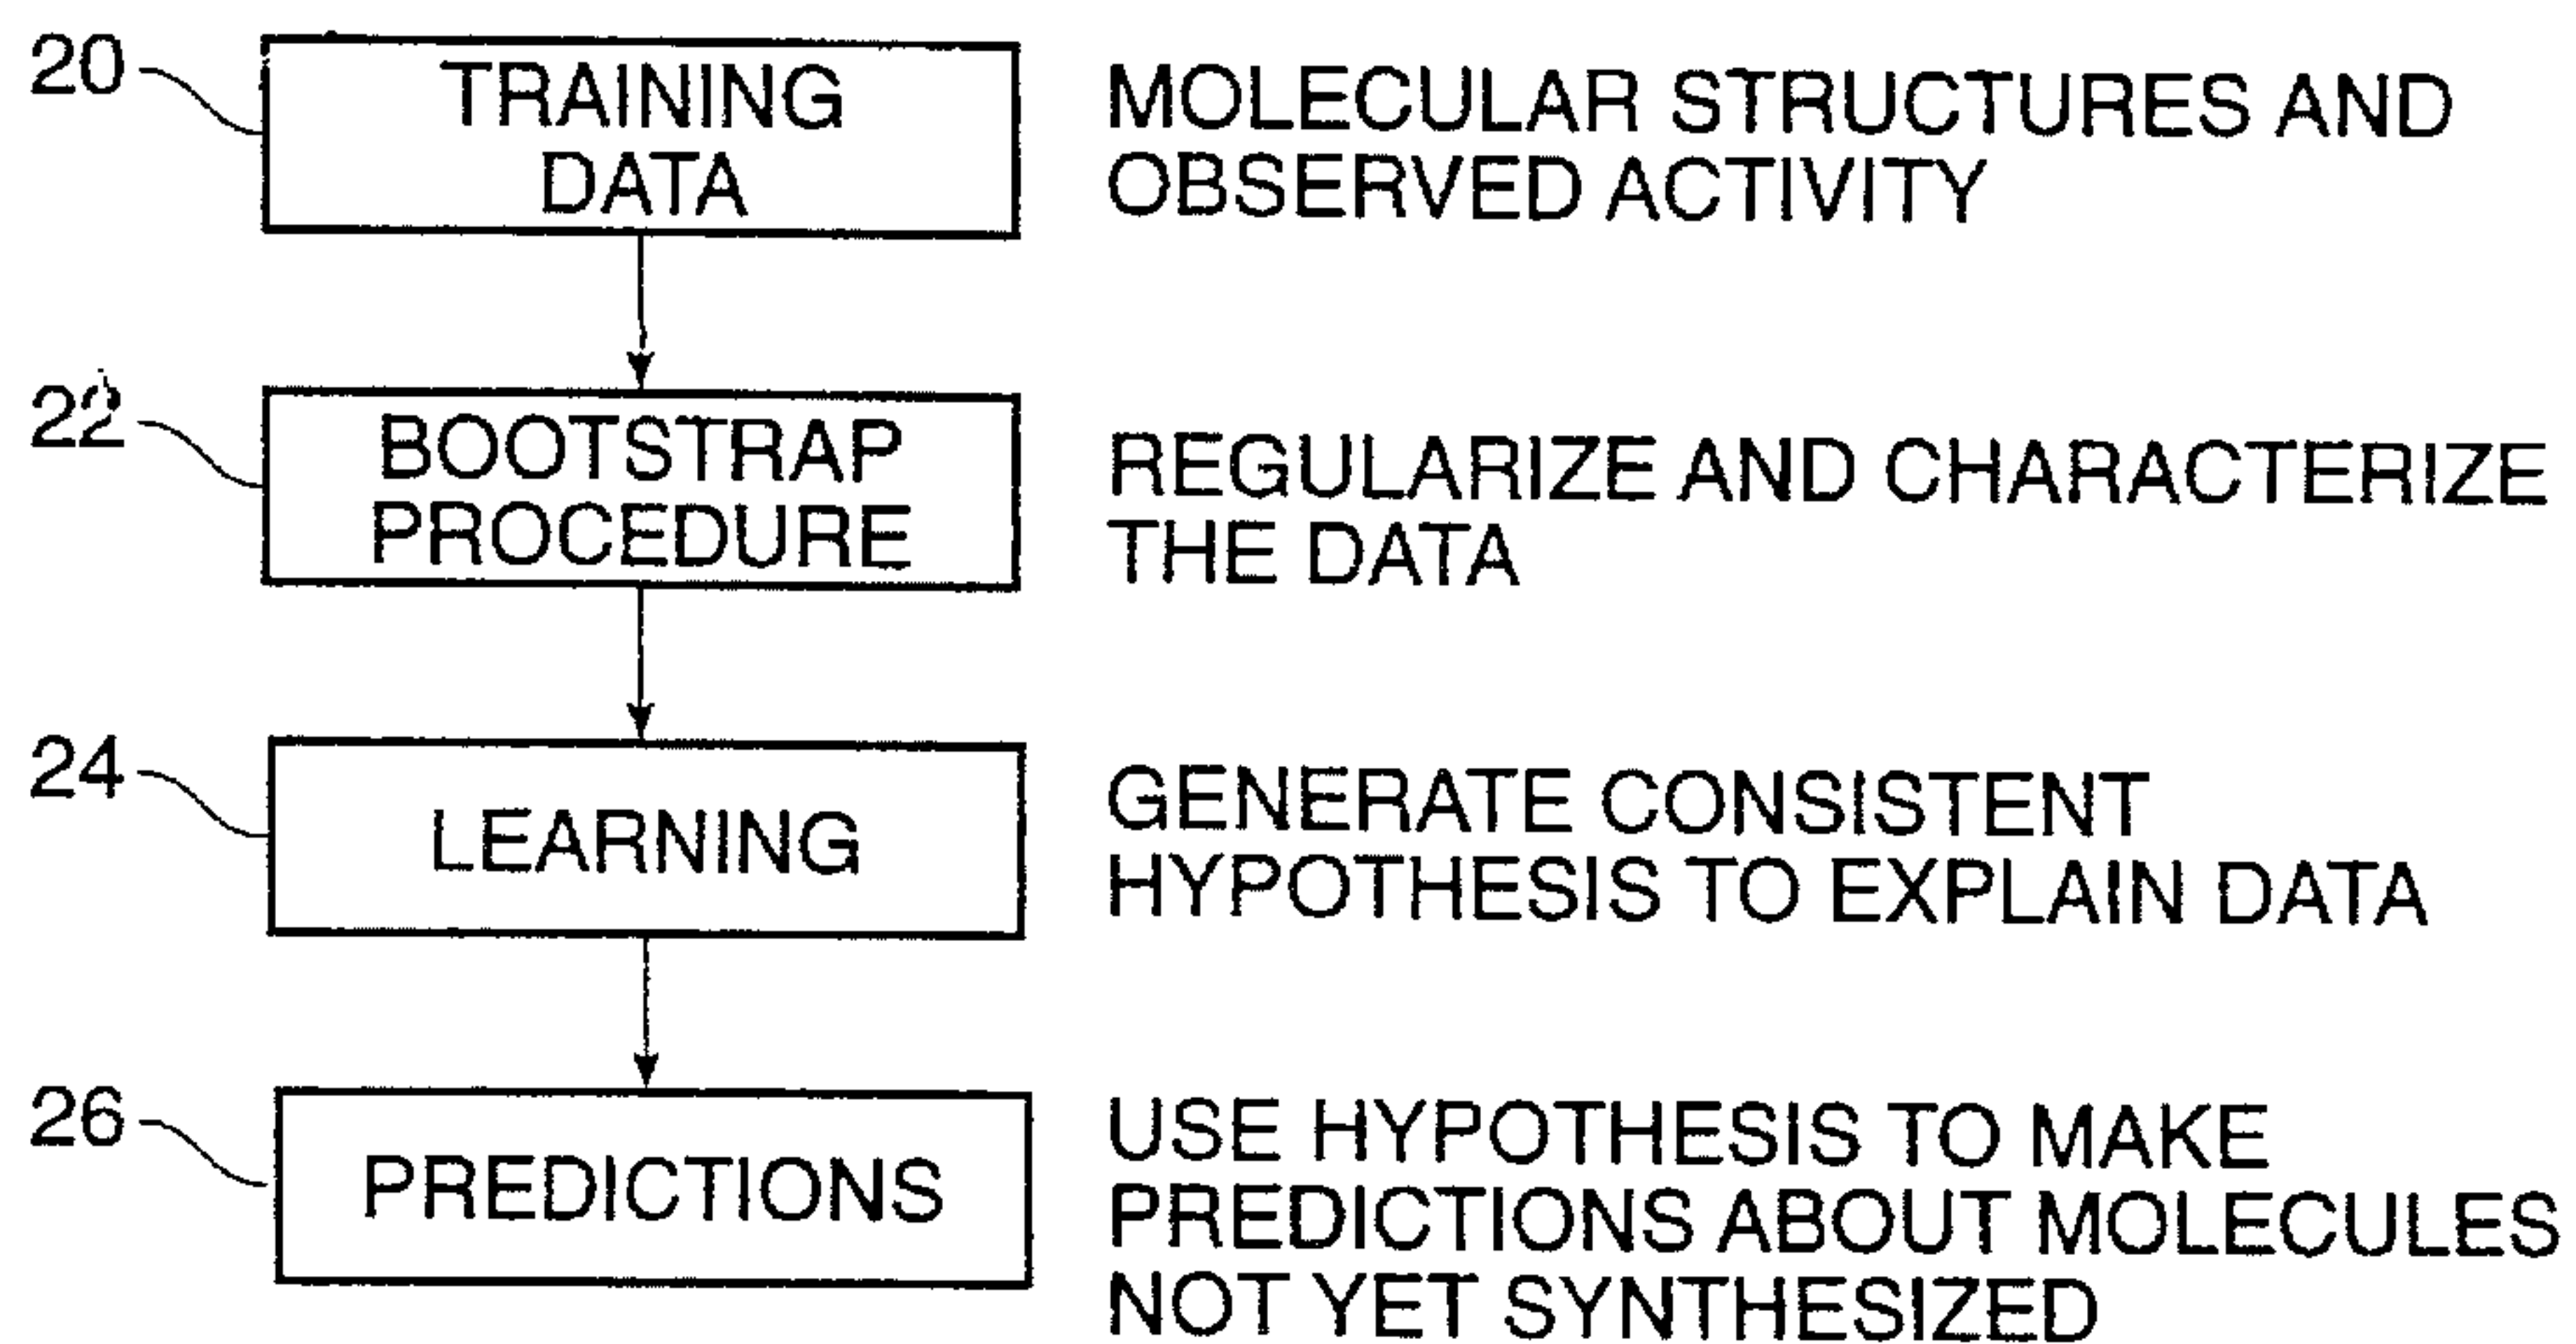 20
TRAINING
DATA
MOLECULAR STRUCTURES AND
OBSERVED ACTIVITY
22
BOOTSTRAP
PROCEDURE
REGULARIZE AND CHARACTERIZE
THE DATA
24
LEARNING
GENERATE CONSISTENT
HYPOTHESIS TO EXPLAIN DATA
26
PREDICTIONS
USE HYPOTHESIS TO MAKE
PREDICTIONS ABOUT MOLECULES
NOT YET SYNTHESIZED